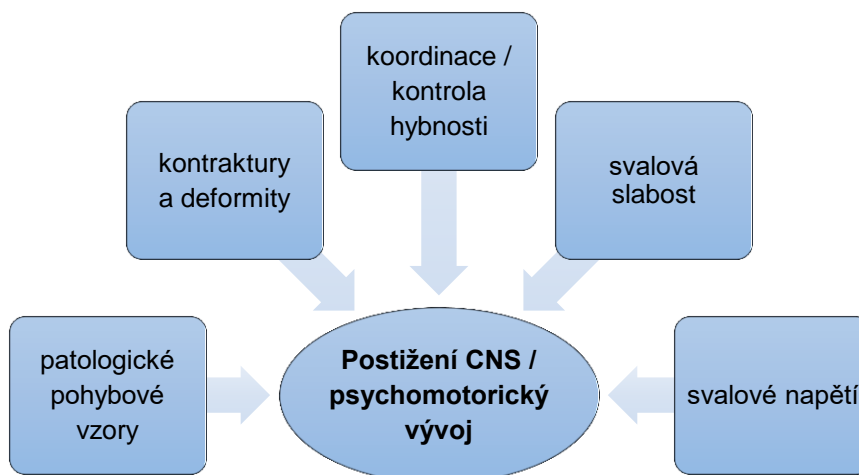 koordinace /
kontrola
hybnosti
kontraktury
a deformity
svalová
slabost
patologické
pohybové
vzory
Postižení CNS /
psychomotorický
vývoj
svalové napětí